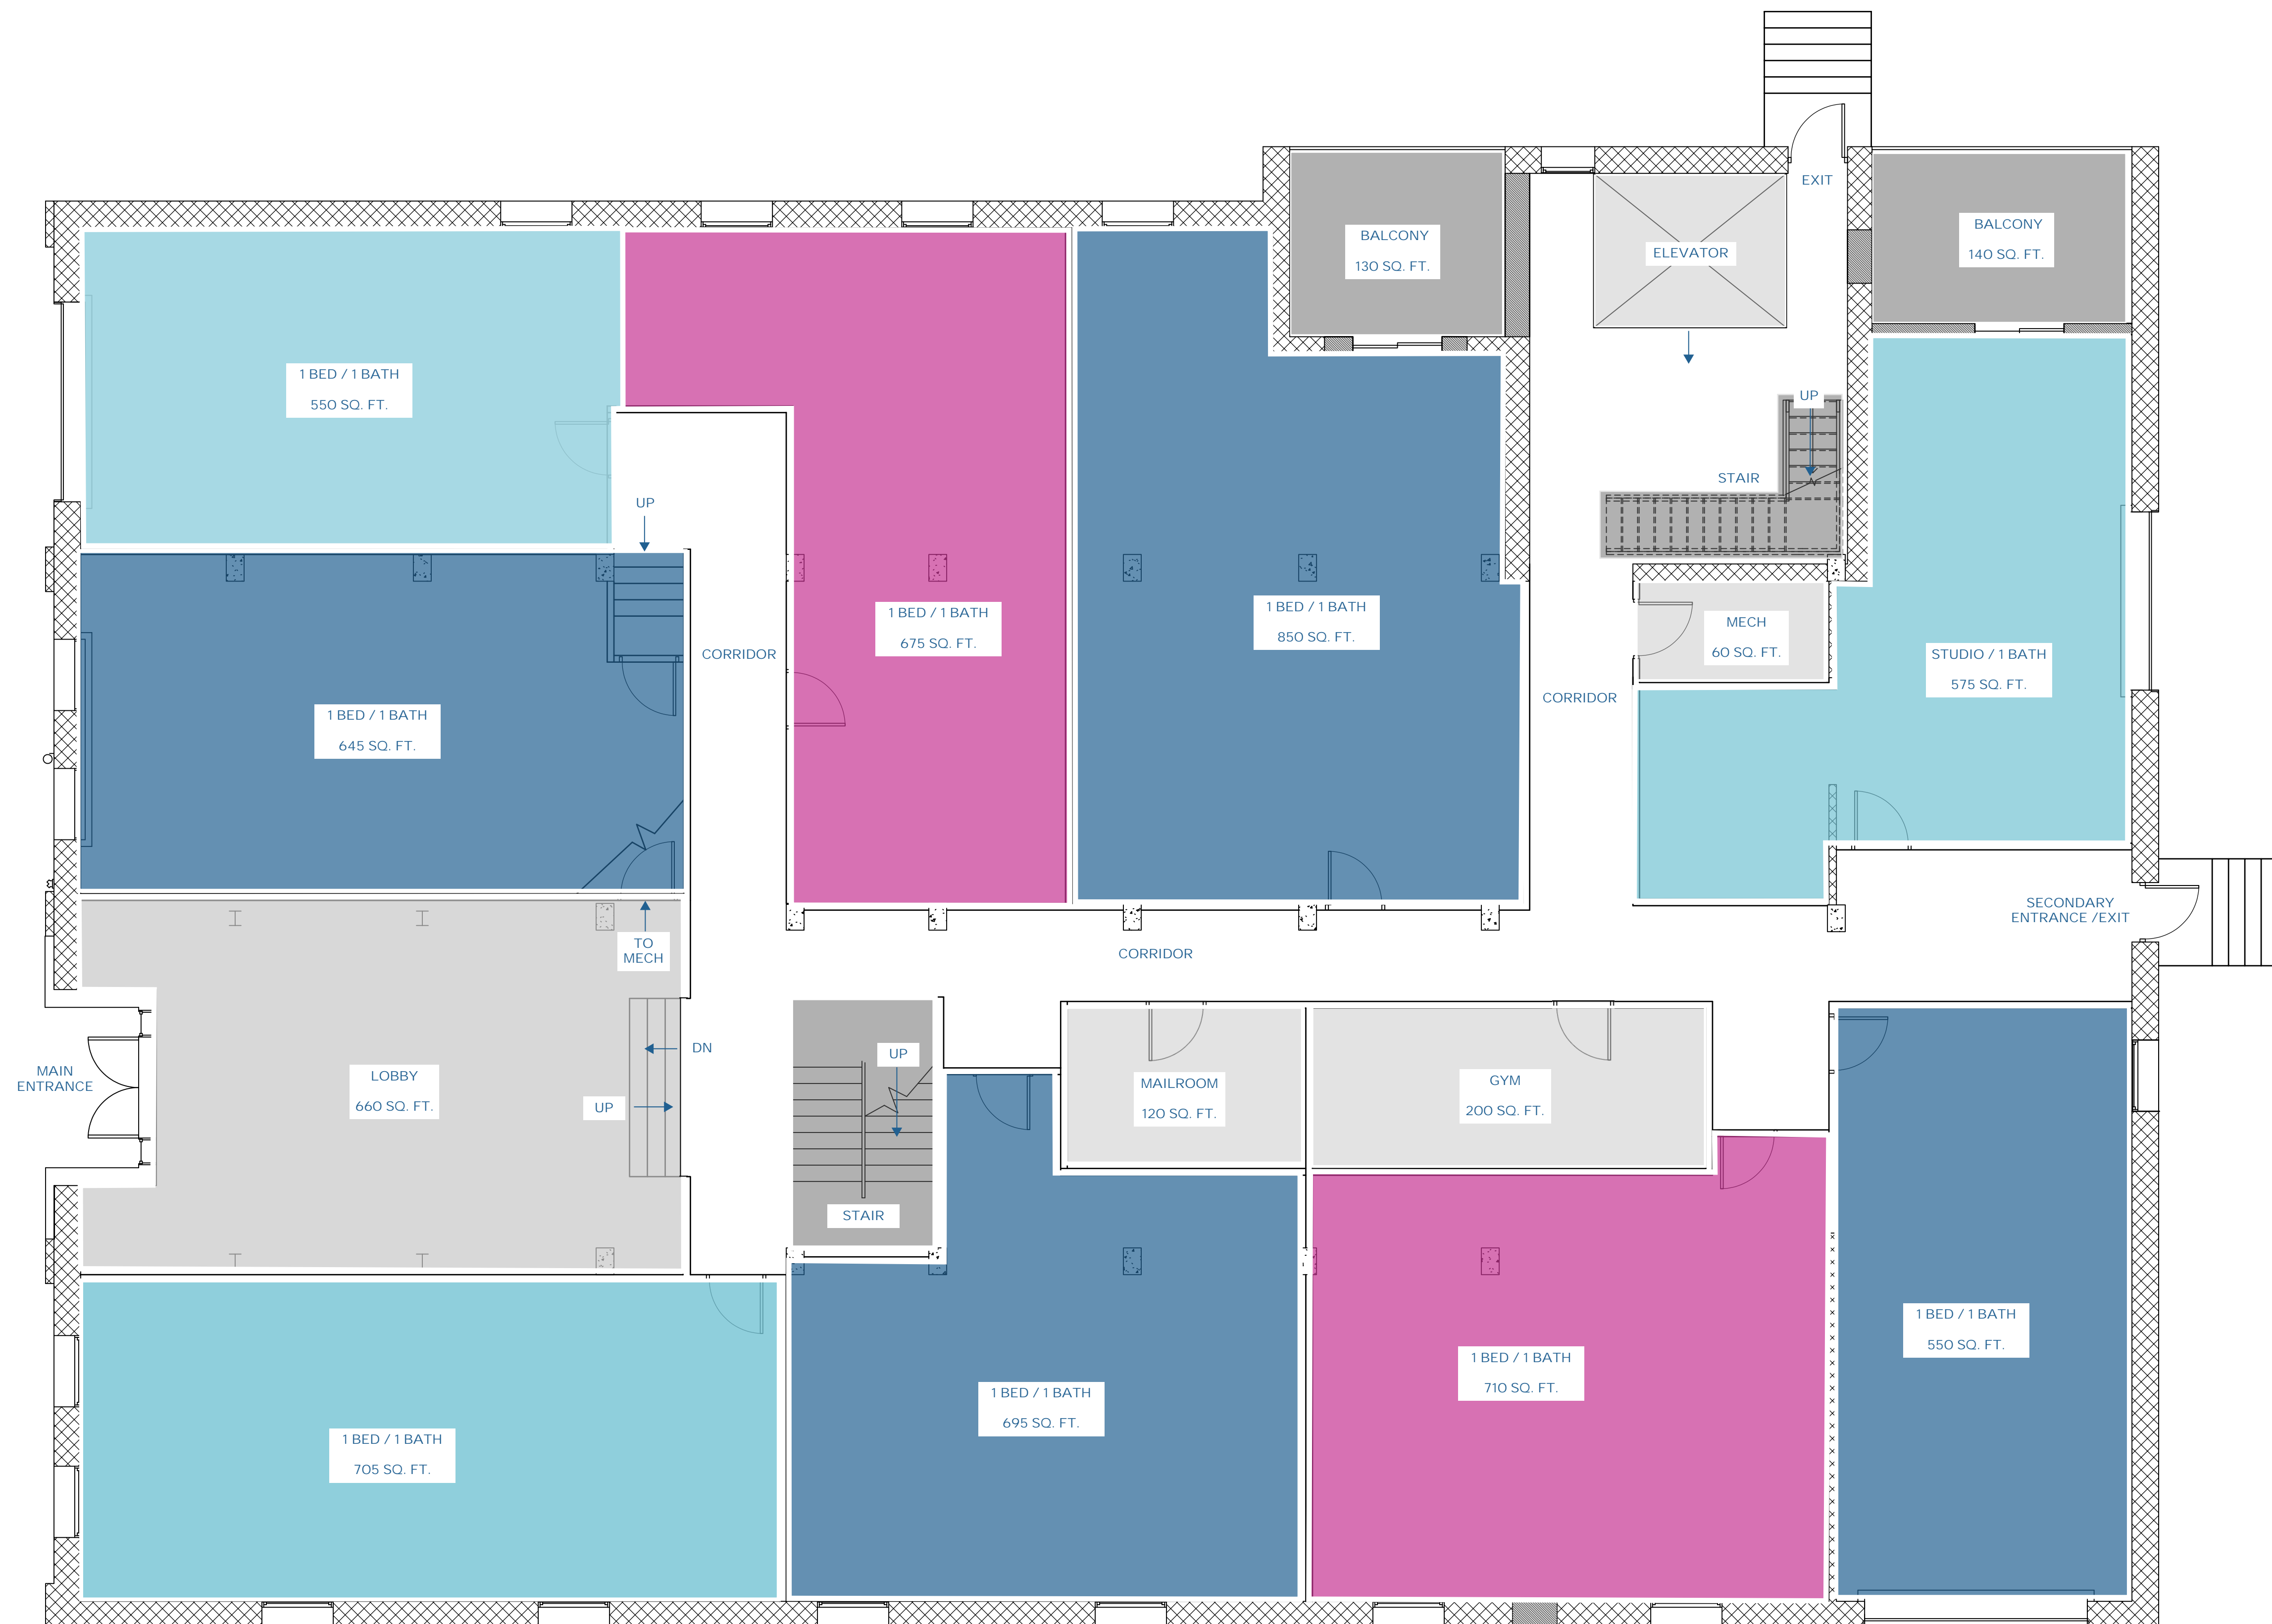 EXIT
BALCONY
130 SQ. FT.
ELEVATOR
BALCONY
140 SQ. FT.
1 BED / 1 BATH
550 SQ. FT.
UP
STAIR
UP
1 BED / 1 BATH
675 SQ. FT.
1 BED / 1 BATH
850 SQ. FT.
MECH
60 SQ. FT.
CORRIDOR
STUDIO / 1 BATH
575 SQ. FT.
CORRIDOR
1 BED / 1 BATH
645 SQ. FT.
SECONDARY
ENTRANCE /EXIT
TO
MECH
CORRIDOR
DN
UP
MAIN
ENTRANCE
LOBBY
660 SQ. FT.
UP
MAILROOM
120 SQ. FT.
GYM
200 SQ. FT.
STAIR
1 BED / 1 BATH
550 SQ. FT.
1 BED / 1 BATH
710 SQ. FT.
1 BED / 1 BATH
695 SQ. FT.
1 BED / 1 BATH
705 SQ. FT.